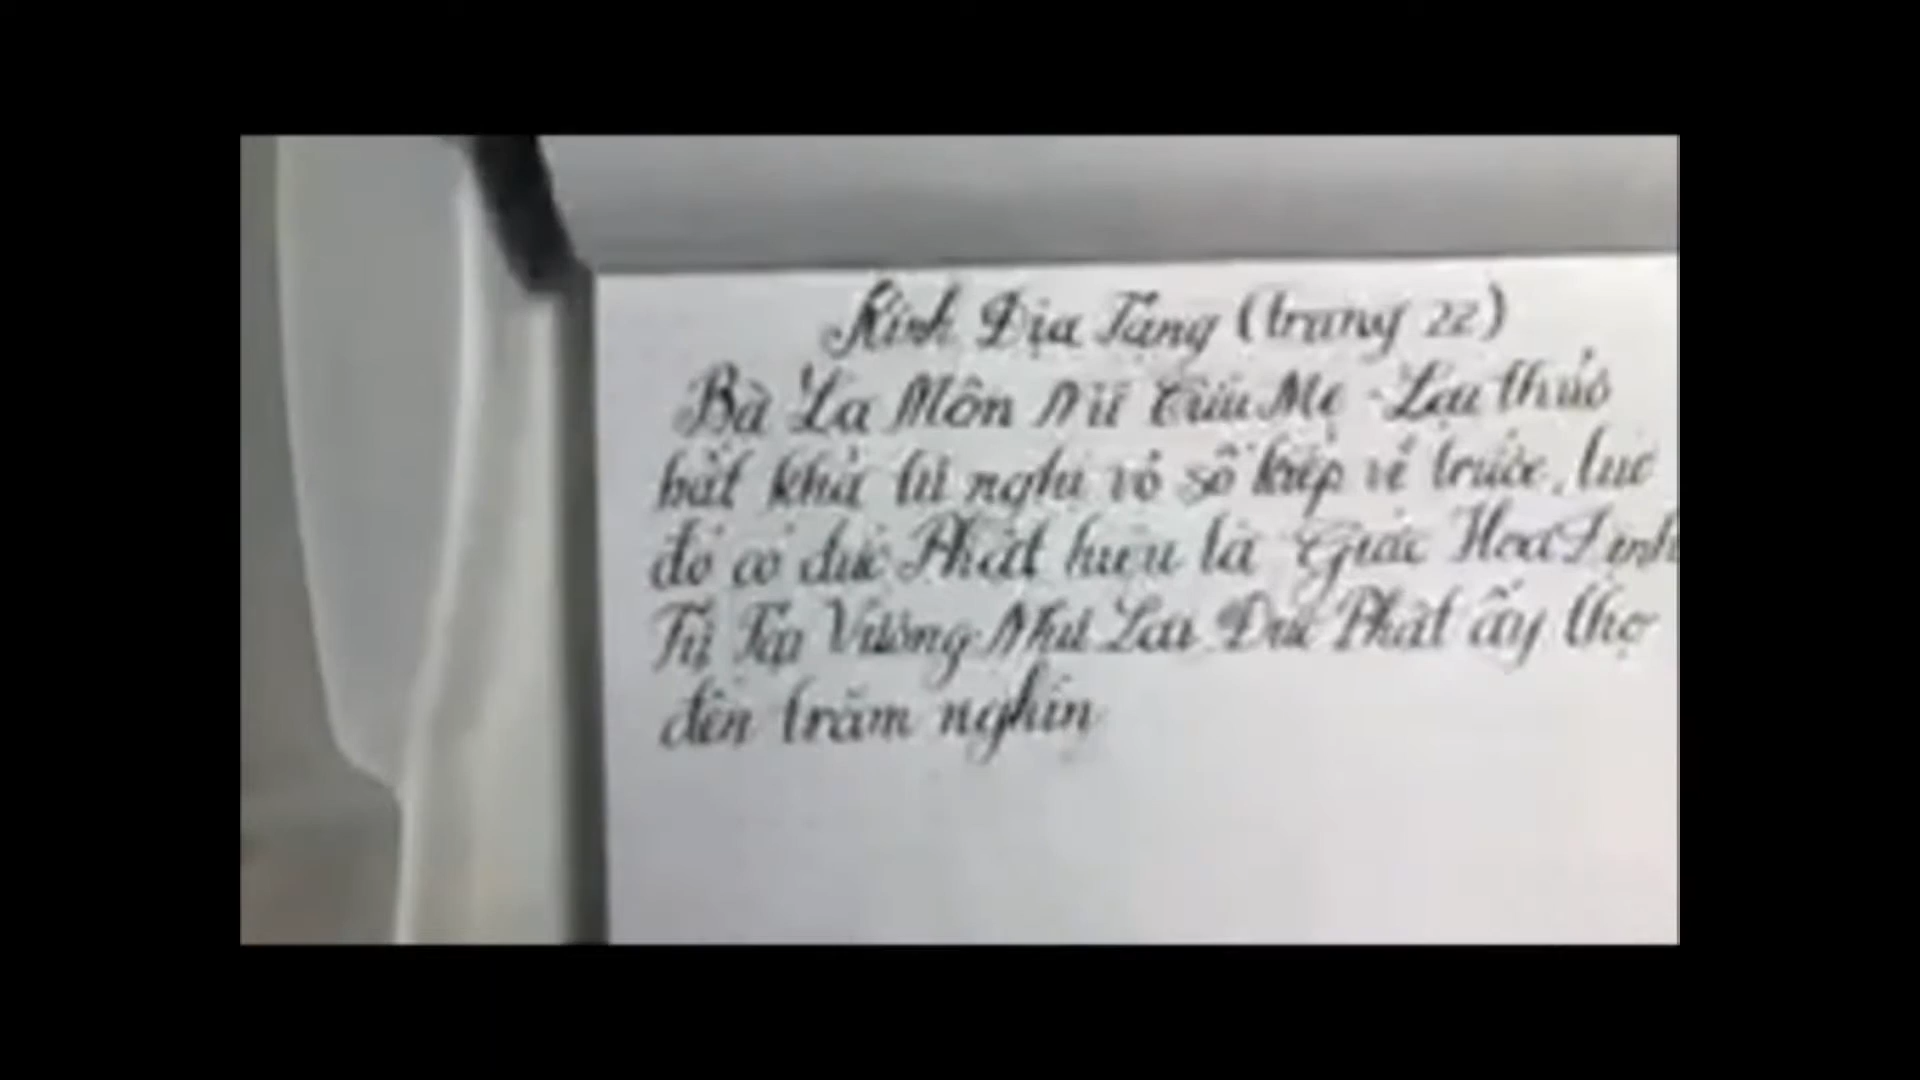 Kinh Địa Tạng (trang 22)
Bà La Môn Nữ Cứu Mẹ - Lại thuở
bất khả tư nghị vô số kiếp về trước, lúc
đó có đức Phật hiệu là Giác Hoa Định
Tự Tại Vương Như Lai. Đức Phật ấy thọ
đến trăm nghìn